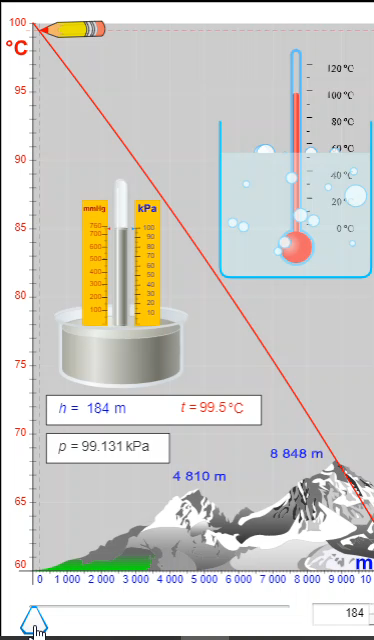 100
°C
95
90
85
80
75
70
65
60
120 °C
100 °C
80 °C
60 °C
40 °C
20 °C
0 °C
mmHg
kPa
750
700
600
500
400
300
200
100
100
90
80
70
60
50
40
30
20
10
h = 184 m t = 99.5 °C
p = 99.131 kPa
8 848 m
4 810 m
m
0 1 000 2 000 3 000 4 000 5 000 6 000 7 000 8 000 9 000 10
184